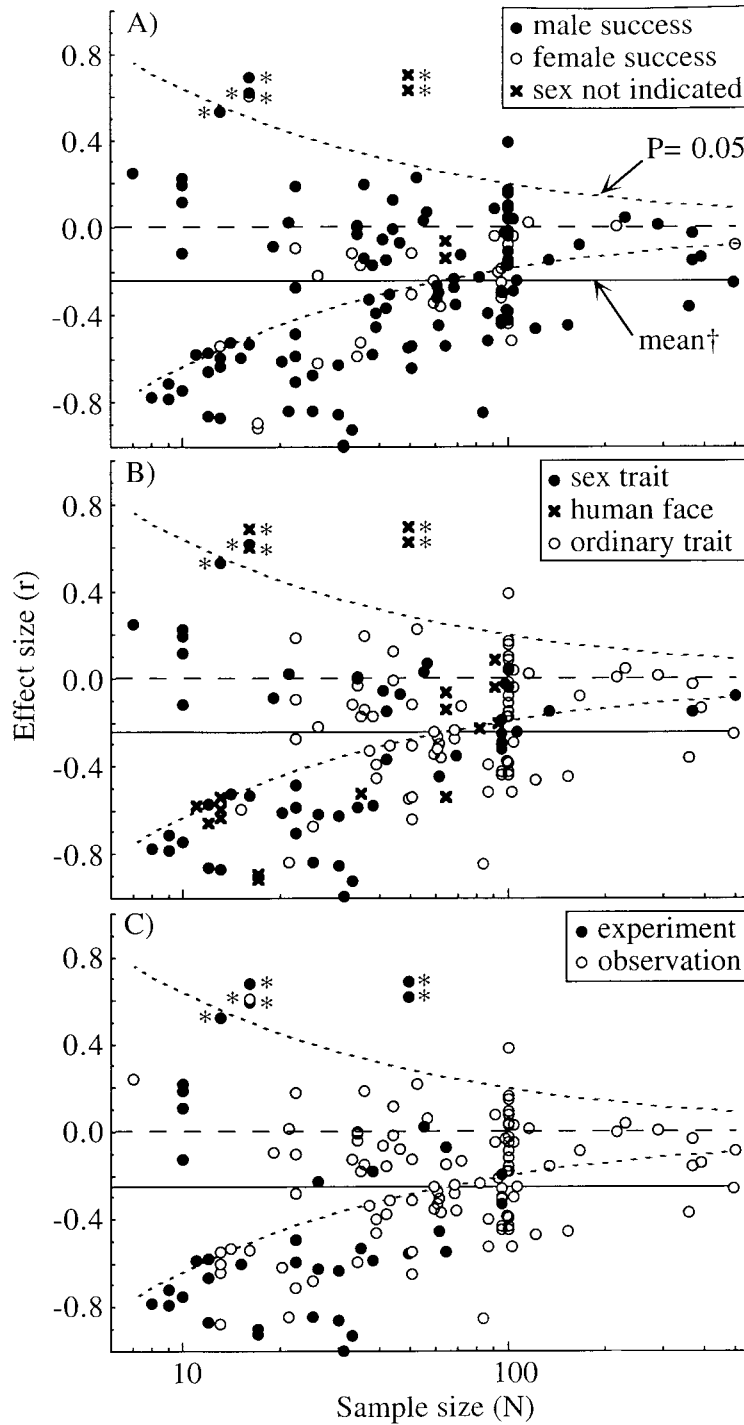 A)
● male success
○ female success
✖ sex not indicated
0.8
0.4
0.0
-0.4
-0.8
* * * * * *
P= 0.05
mean†
B)
● sex trait
✖ human face
○ ordinary trait
0.8
0.4
0.0
-0.4
-0.8
* * * * * *
Effect size (r)
C)
● experiment
○ observation
0.8
0.4
0.0
-0.4
-0.8
* * * * * *
10 100
Sample size (N)